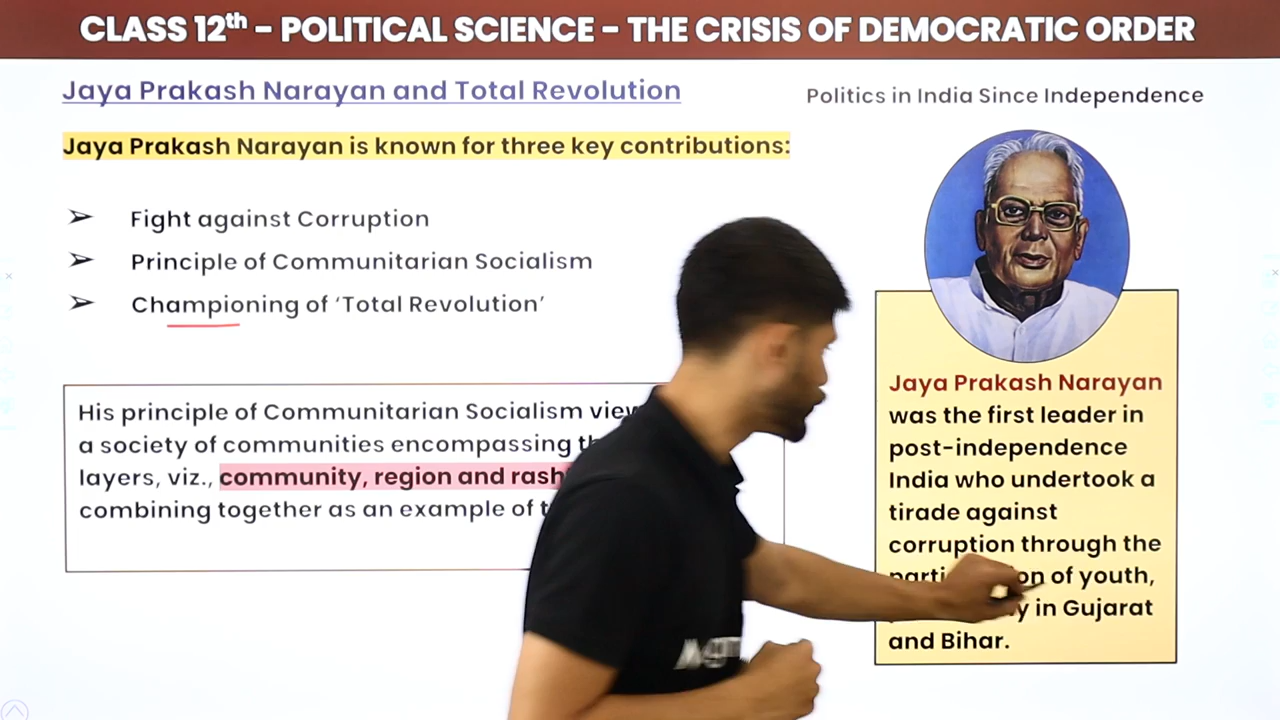 CLASS 12th – POLITICAL SCIENCE – THE CRISIS OF DEMOCRATIC ORDER
Jaya Prakash Narayan and Total Revolution
Politics in India Since Independence
Jaya Prakash Narayan is known for three key contributions:
➢ Fight against Corruption
➢ Principle of Communitarian Socialism
➢ Championing of ‘Total Revolution’
His principle of Communitarian Socialism
a society of communities encompassing
layers, viz., community, region and
combining together as an example of
Jaya Prakash Narayan
was the first leader in
post-independence
India who undertook a
tirade against
corruption through the
of youth,
in Gujarat
and Bihar.